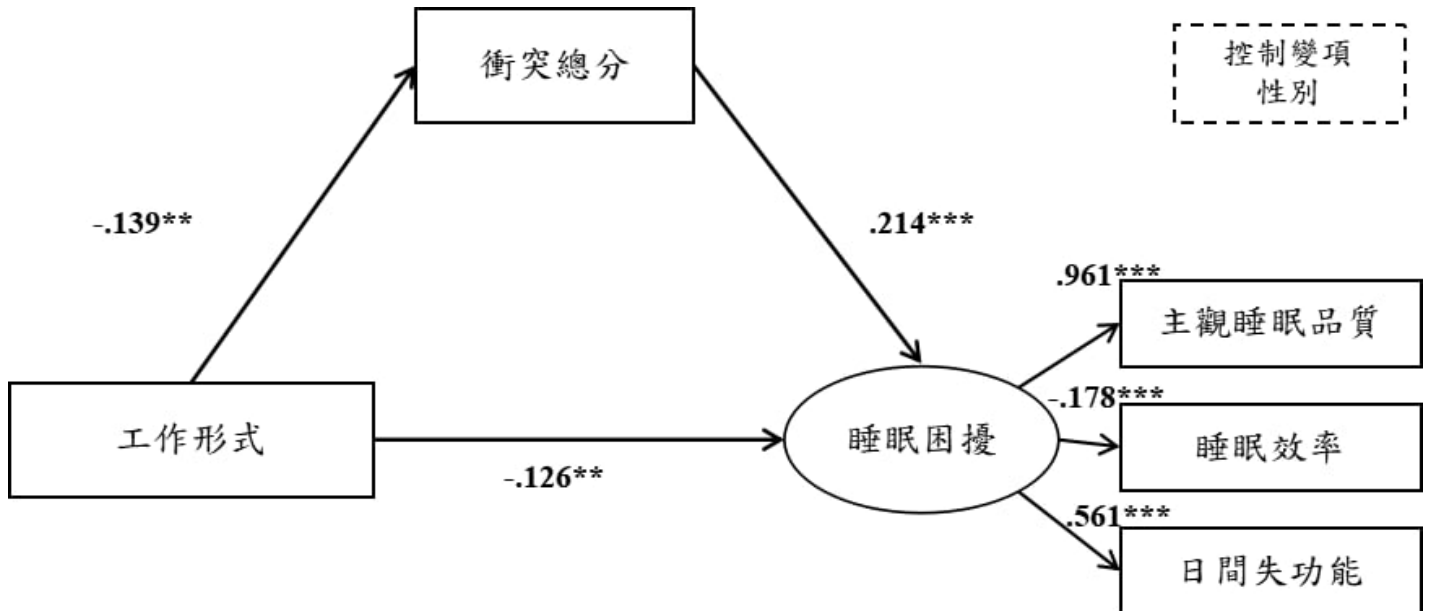 衝突總分
控制變項
性別
-.139**
.214***
.961***
主觀睡眠品質
-.178***
工作形式
睡眠困擾
睡眠效率
-.126**
.561***
日間失功能